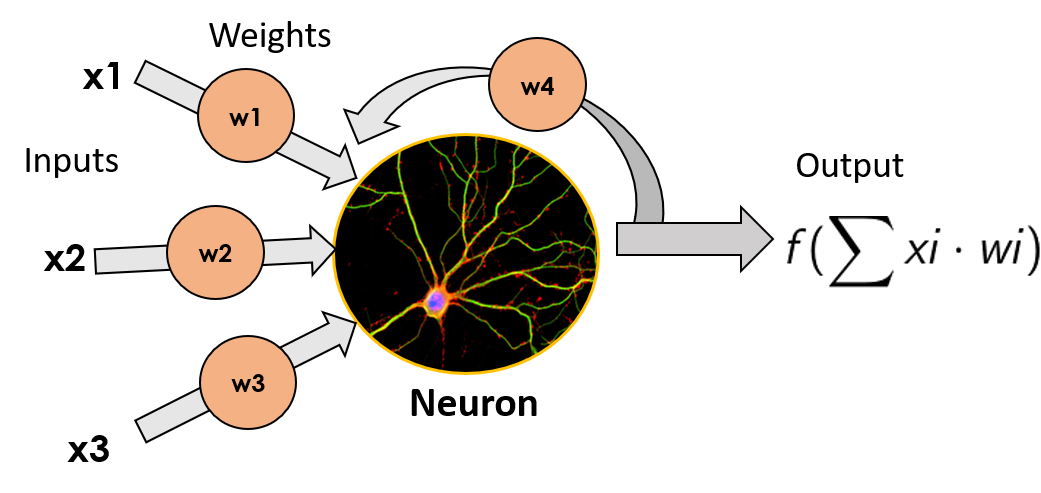 Weights
x1
w1
w4
Inputs
Output
x2
w2
f(∑ xi · wi)
w3
Neuron
x3